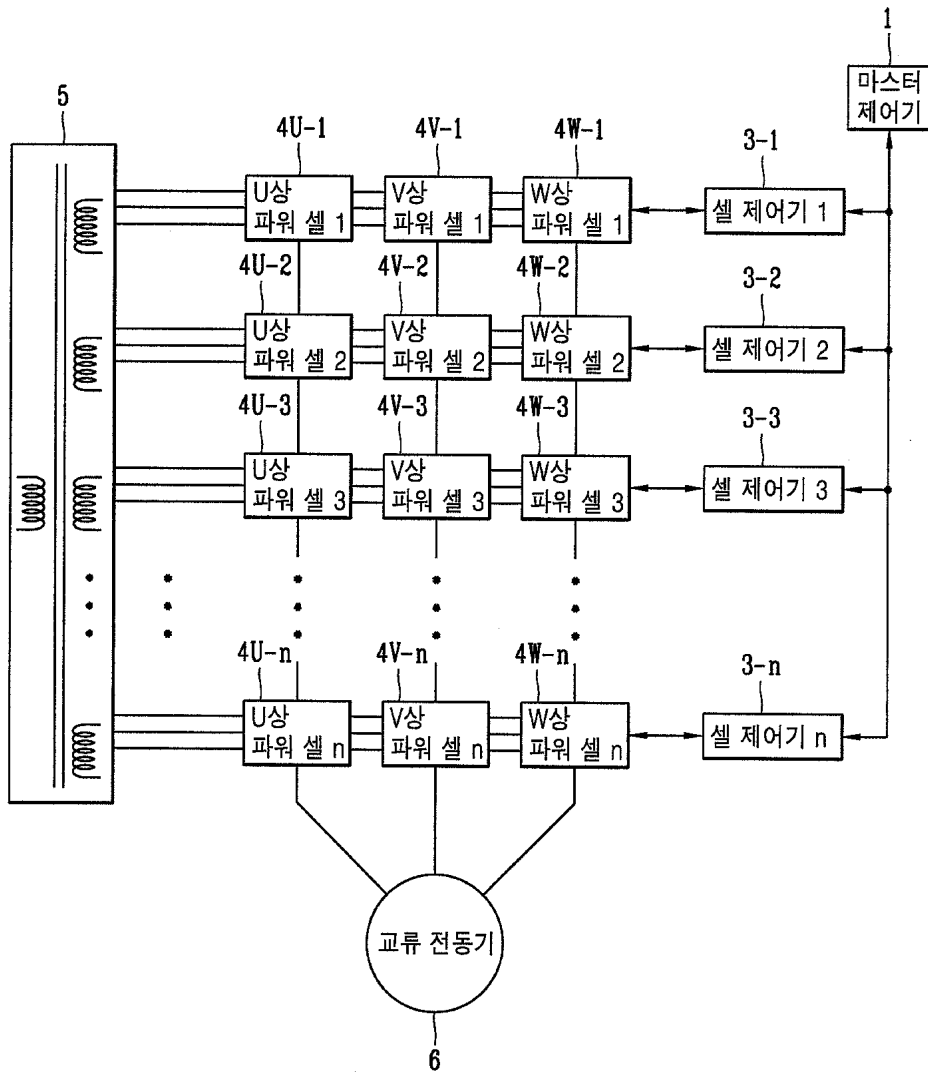 1
마스터
제어기
5
4U-1
4V-1
4W-1
3-1
U상
파워 셀 1
V상
파워 셀 1
W상
파워 셀 1
셀 제어기 1
4U-2
4V-2
4W-2
3-2
U상
파워 셀 2
V상
파워 셀 2
W상
파워 셀 2
셀 제어기 2
4U-3
4V-3
4W-3
3-3
U상
파워 셀 3
V상
파워 셀 3
W상
파워 셀 3
셀 제어기 3
4U-n
4V-n
4W-n
3-n
U상
파워 셀 n
V상
파워 셀 n
W상
파워 셀 n
셀 제어기 n
교류 전동기
6